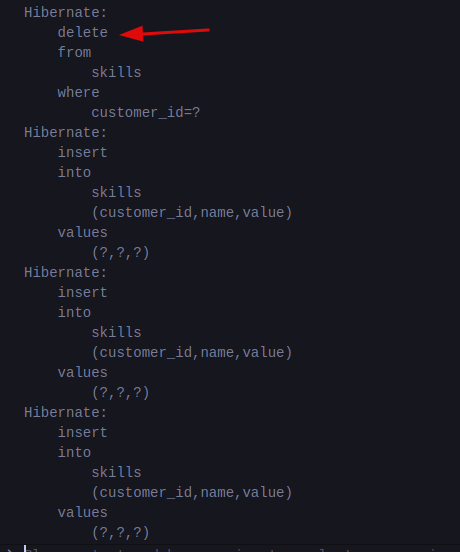 Hibernate:
delete
from
skills
where
customer_id=?
Hibernate:
insert
into
skills
(customer_id,name,value)
values
(?,?,?)
Hibernate:
insert
into
skills
(customer_id,name,value)
values
(?,?,?)
Hibernate:
insert
into
skills
(customer_id,name,value)
values
(?,?,?)